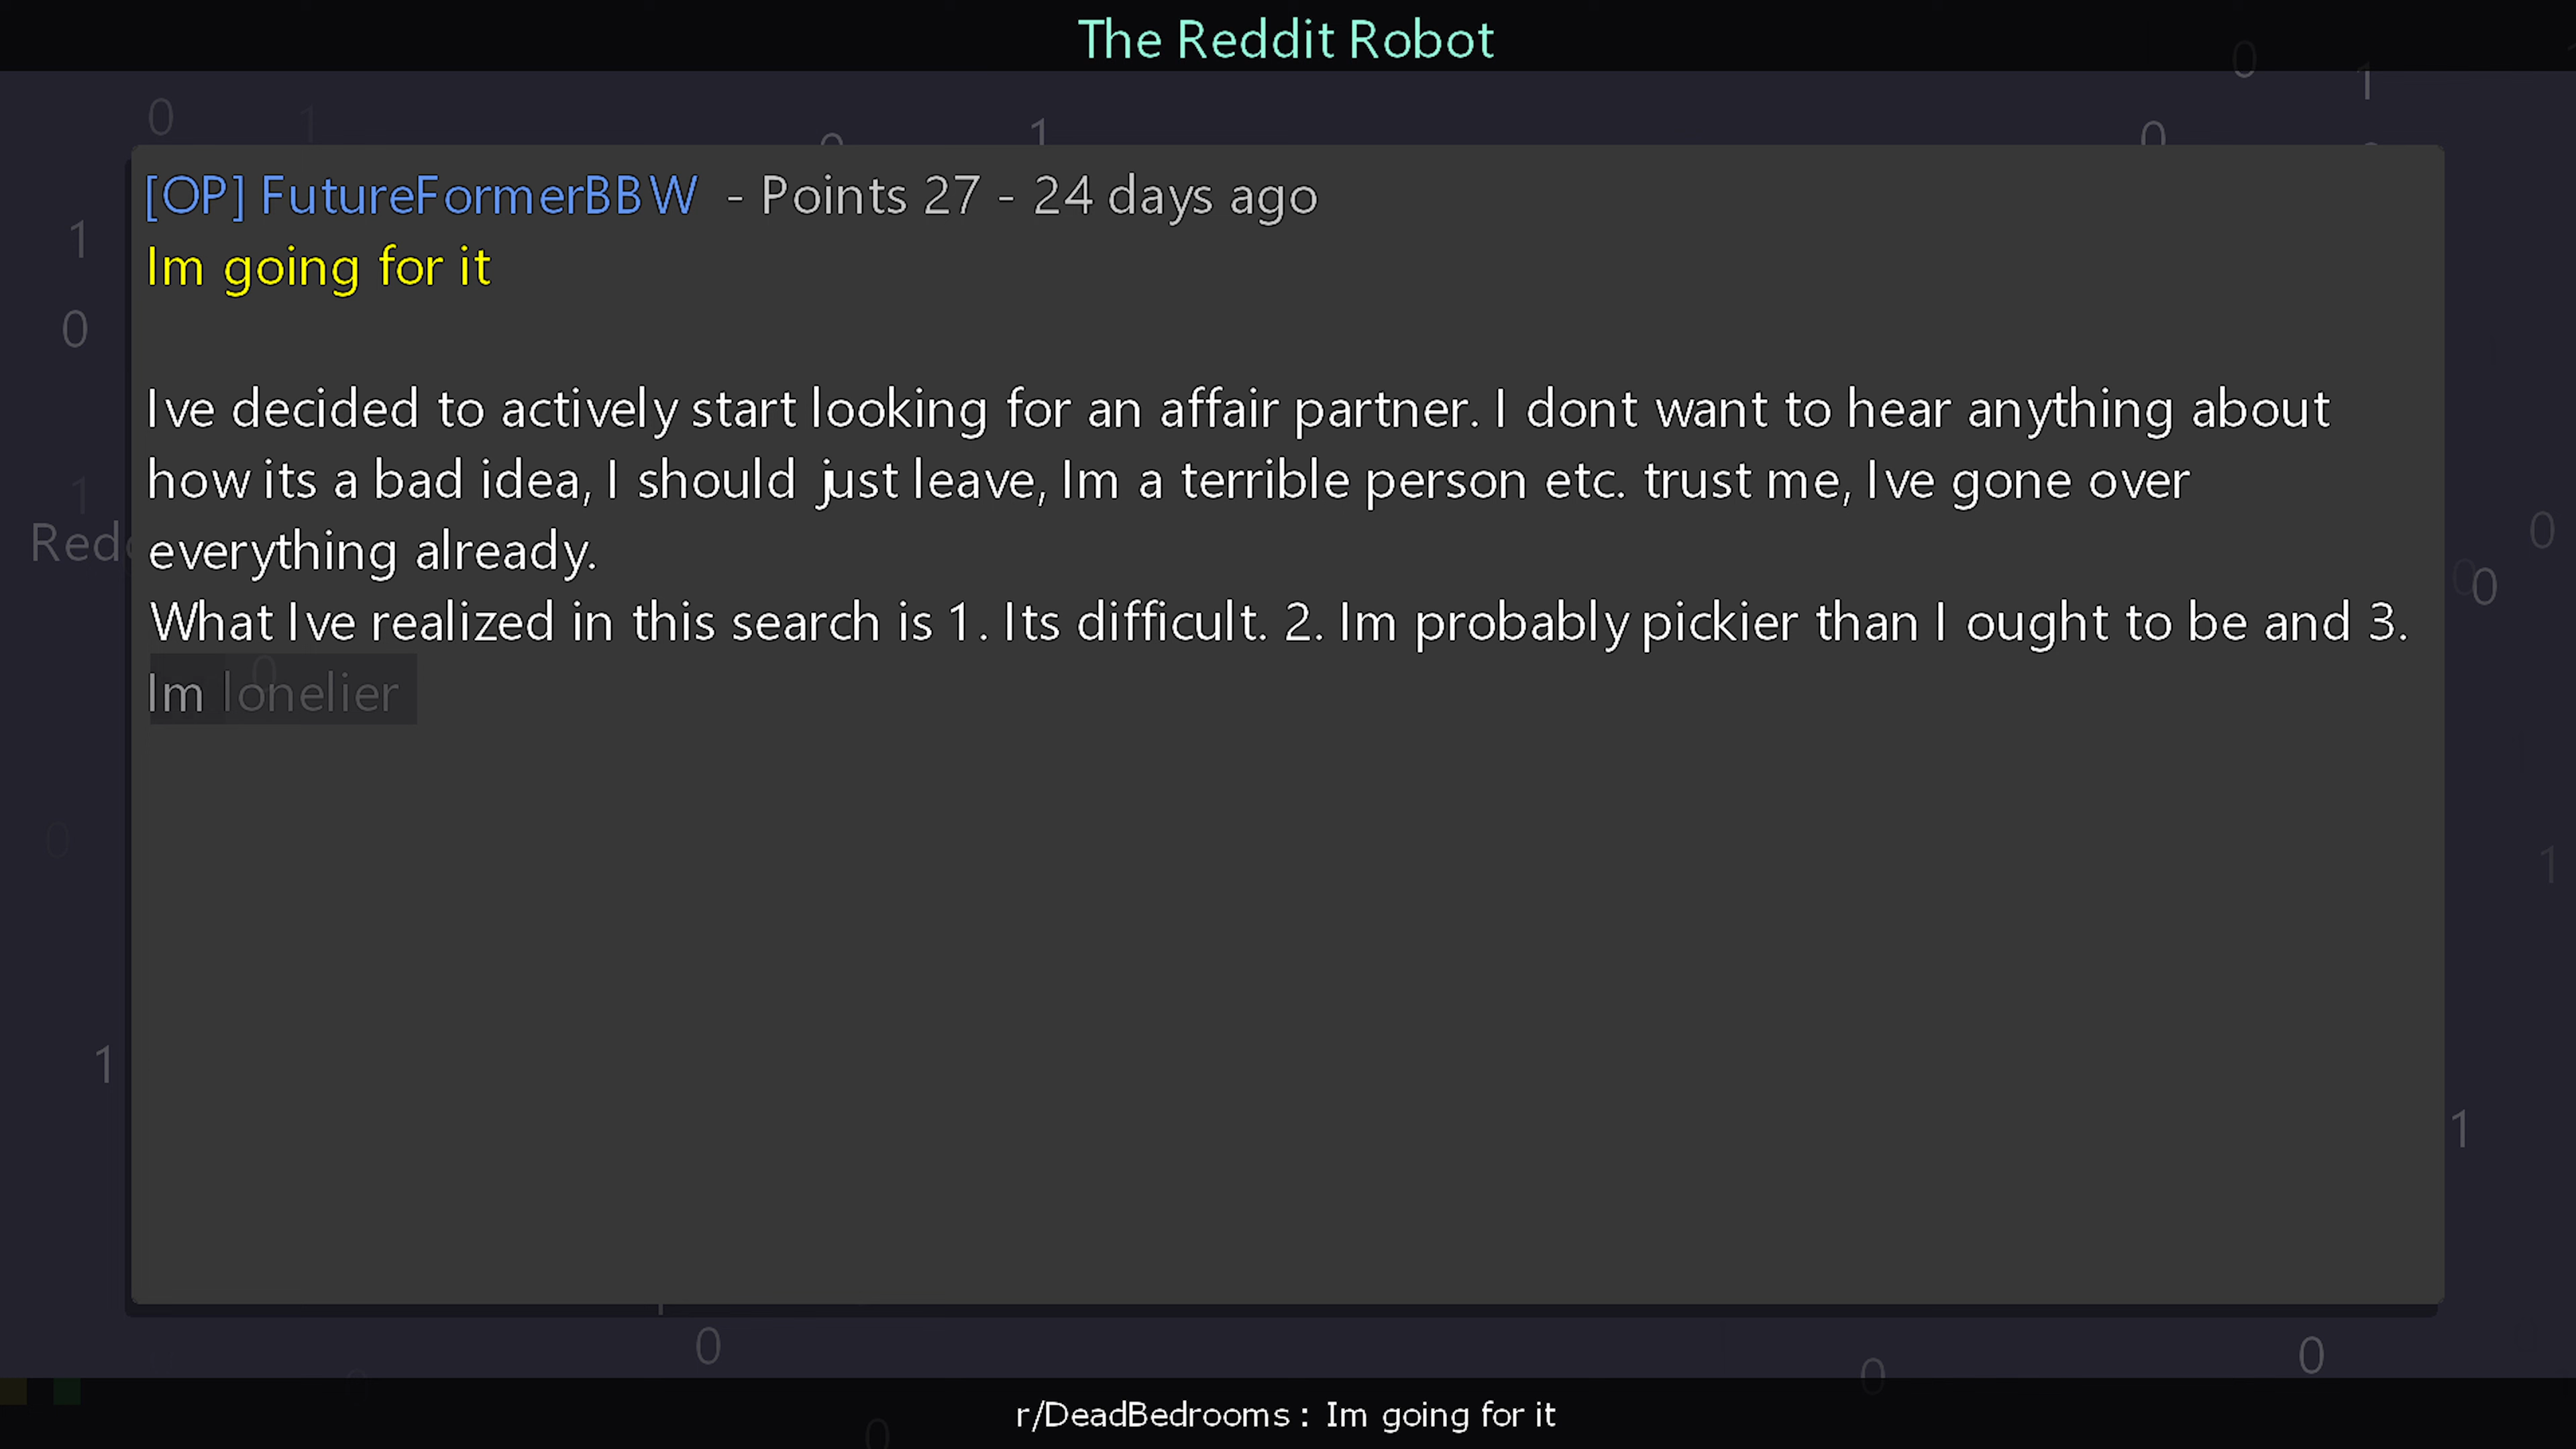 The Reddit Robot
[OP] FutureFormerBBW - Points 27 - 24 days ago
Im going for it
Ive decided to actively start looking for an affair partner. I dont want to hear anything about
how its a bad idea, I should just leave, Im a terrible person etc. trust me, Ive gone over
everything already.
What Ive realized in this search is 1. Its difficult. 2. Im probably pickier than I ought to be and 3.
Im lonelier
r/DeadBedrooms : Im going for it